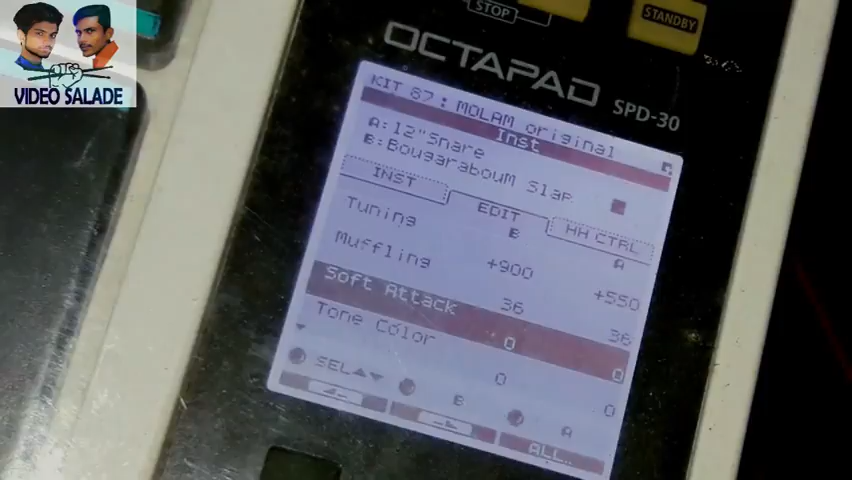 VIDEO SALADE
STOP
STANDBY
OCTAPAD SPD-30
KIT 87: MOLAM original
Inst
A:12"Snare
B:BougarabouM Slap
INST EDIT HH CTRL
B A
Tuning +900 +550
Muffling 36 36
Soft Attack 0 0
Tone Color 0 0
SEL B A
ALL..